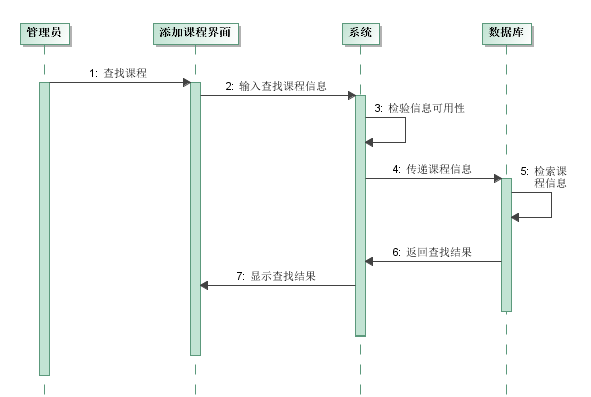 管理员
添加课程界面
系统
数据库
1: 查找课程
2: 输入查找课程信息
3: 检验信息可用性
4: 传递课程信息
5: 检索课
程信息
6: 返回查找结果
7: 显示查找结果